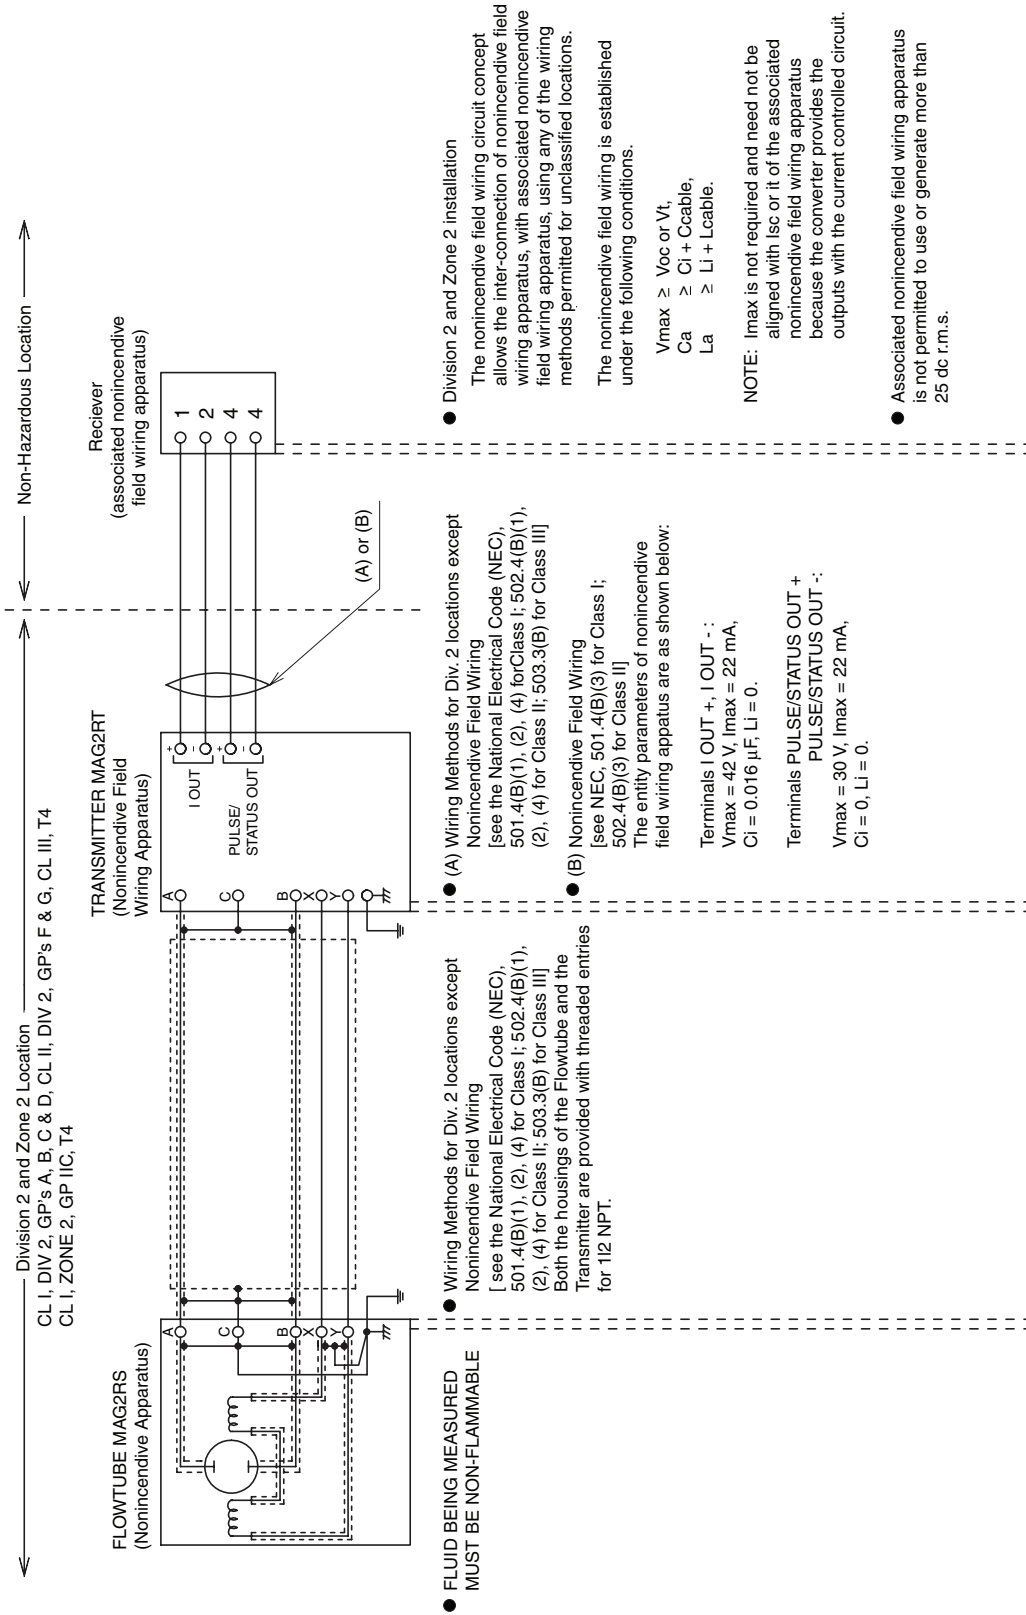 Division 2 and Zone 2 Location
Non-Hazardous Location
CL I, DIV 2, GP's A, B, C & D, CL II, DIV 2, GP's F & G, CL III, T4
CL I, ZONE 2, GP IIC, T4
FLOWTUBE MAG2RS
(Nonincendive Apparatus)
A
C
B
X
Y
TRANSMITTER MAG2RT
(Nonincendive Field
Wiring Apparatus)
A
C
B
X
Y
+
-
I OUT
+
-
PULSE/
STATUS OUT
Reciever
(associated nonincendive
field wiring apparatus)
1
2
4
4
(A) or (B)
● FLUID BEING MEASURED
MUST BE NON-FLAMMABLE
● Wiring Methods for Div. 2 locations except
Nonincendive Field Wiring
[ see the National Electrical Code (NEC),
501.4(B)(1), (2), (4) for Class I; 502.4(B)(1),
(2), (4) for Class II; 503.3(B) for Class III]
Both the housings of the Flowtube and the
Transmitter are provided with threaded entries
for 1I2 NPT.
● (A) Wiring Methods for Div. 2 locations except
Nonincendive Field Wiring
[see the National Electrical Code (NEC),
501.4(B)(1), (2), (4) forClass I; 502.4(B)(1),
(2), (4) for Class II; 503.3(B) for Class III]
● (B) Nonincendive Field Wiring
[see NEC, 501.4(B)(3) for Class I;
502.4(B)(3) for Class II]
The entity parameters of nonincendive
field wiring appatus are as shown below:
Terminals I OUT +, I OUT - :
Vmax = 42 V, Imax = 22 mA,
Ci = 0.016 µF, Li = 0.
Terminals PULSE/STATUS OUT +
PULSE/STATUS OUT -:
Vmax = 30 V, Imax = 22 mA,
Ci = 0, Li = 0.
● Division 2 and Zone 2 installation
The nonincendive field wiring circuit concept
allows the inter-connection of nonincendive field
wiring apparatus, with associated nonincendive
field wiring apparatus, using any of the wiring
methods permitted for unclassified locations.
The nonincendive field wiring is established
under the following conditions.
Vmax ≥ Voc or Vt,
Ca ≥ Ci + Ccable,
La ≥ Li + Lcable.
NOTE: Imax is not required and need not be
aligned with Isc or it of the associated
nonincendive field wiring apparatus
because the converter provides the
outputs with the current controlled circuit.
● Associated nonincendive field wiring apparatus
is not permitted to use or generate more than
25 dc r.m.s.